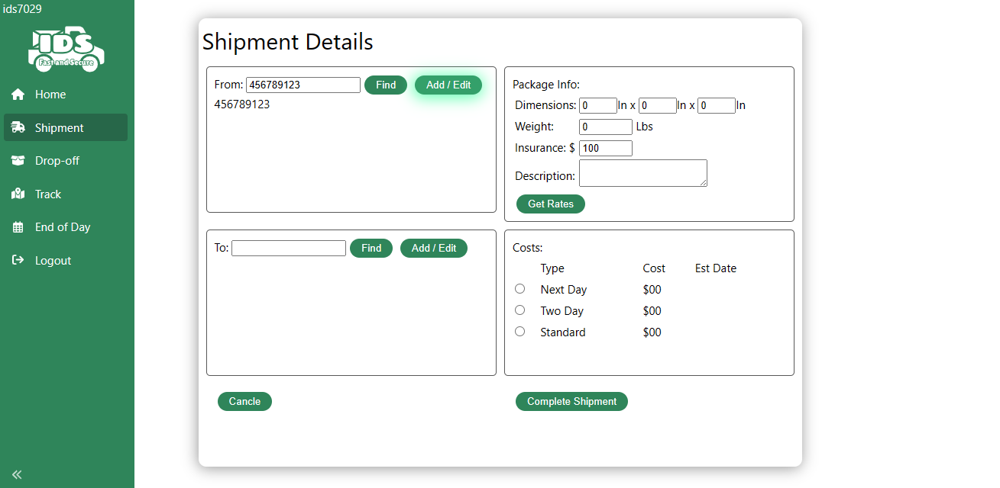 ids7029
IDS
Fast and Secure
Home
Shipment
Drop-off
Track
End of Day
Logout
Shipment Details
From: 456789123 Find Add / Edit
456789123
Package Info:
Dimensions: 0 In x 0 In x 0 In
Weight: 0 Lbs
Insurance: $ 100
Description:
Get Rates
To: Find Add / Edit
Costs:
Type Cost Est Date
Next Day $00
Two Day $00
Standard $00
Cancle
Complete Shipment